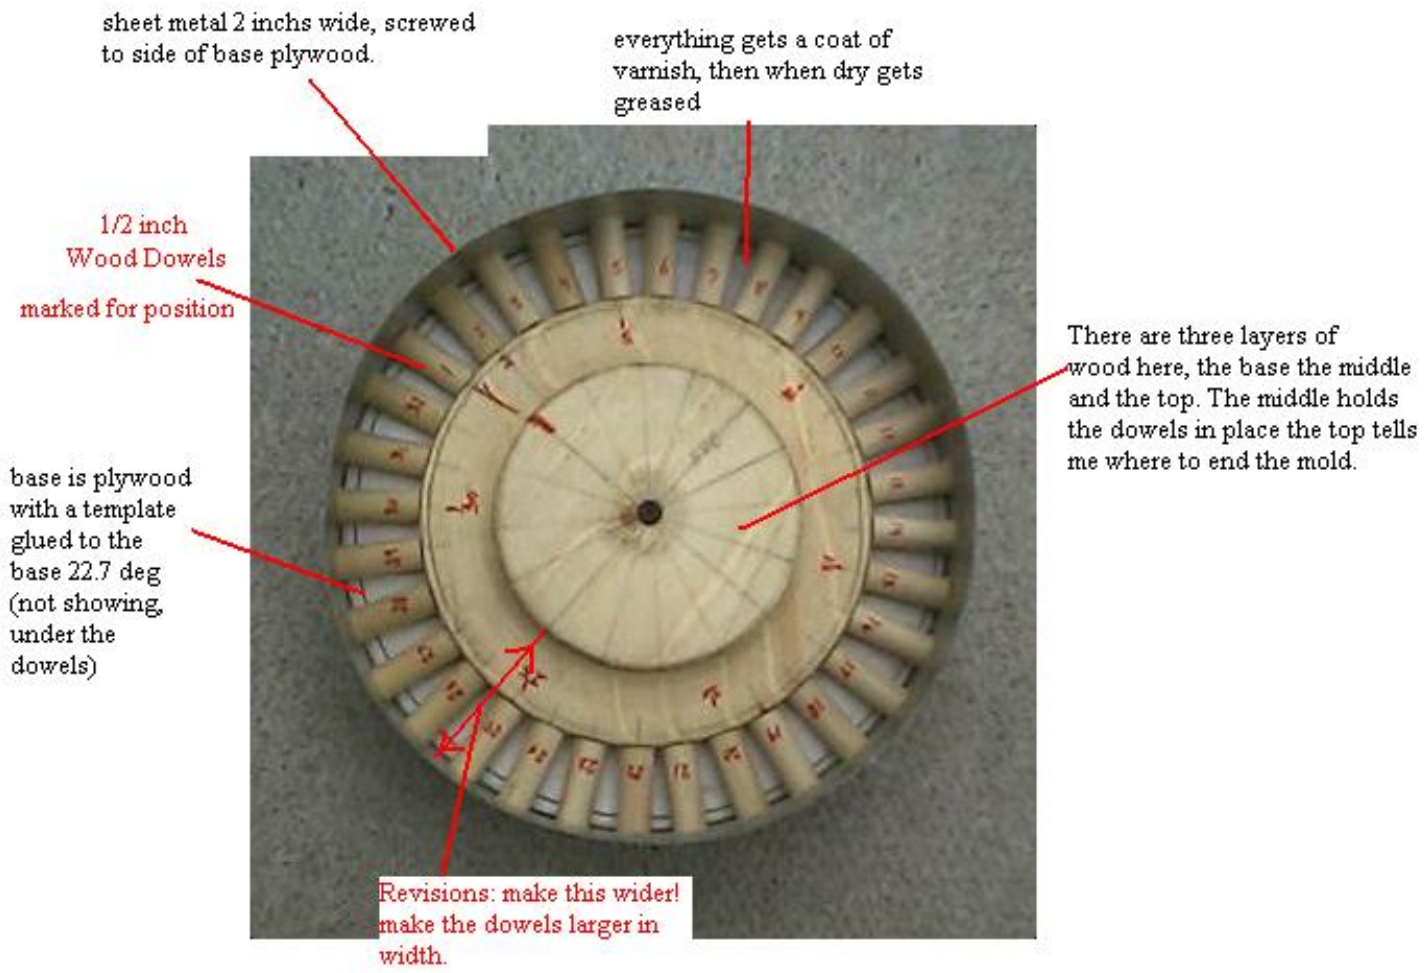 sheet metal 2 inchs wide, screwed
to side of base plywood.
everything gets a coat of
varnish, then when dry gets
greased
1/2 inch
Wood Dowels
marked for position
There are three layers of
wood here, the base the middle
and the top. The middle holds
the dowels in place the top tells
me where to end the mold.
base is plywood
with a template
glued to the
base 22.7 deg
(not showing,
under the
dowels)
Revisions: make this wider!
make the dowels larger in
width.